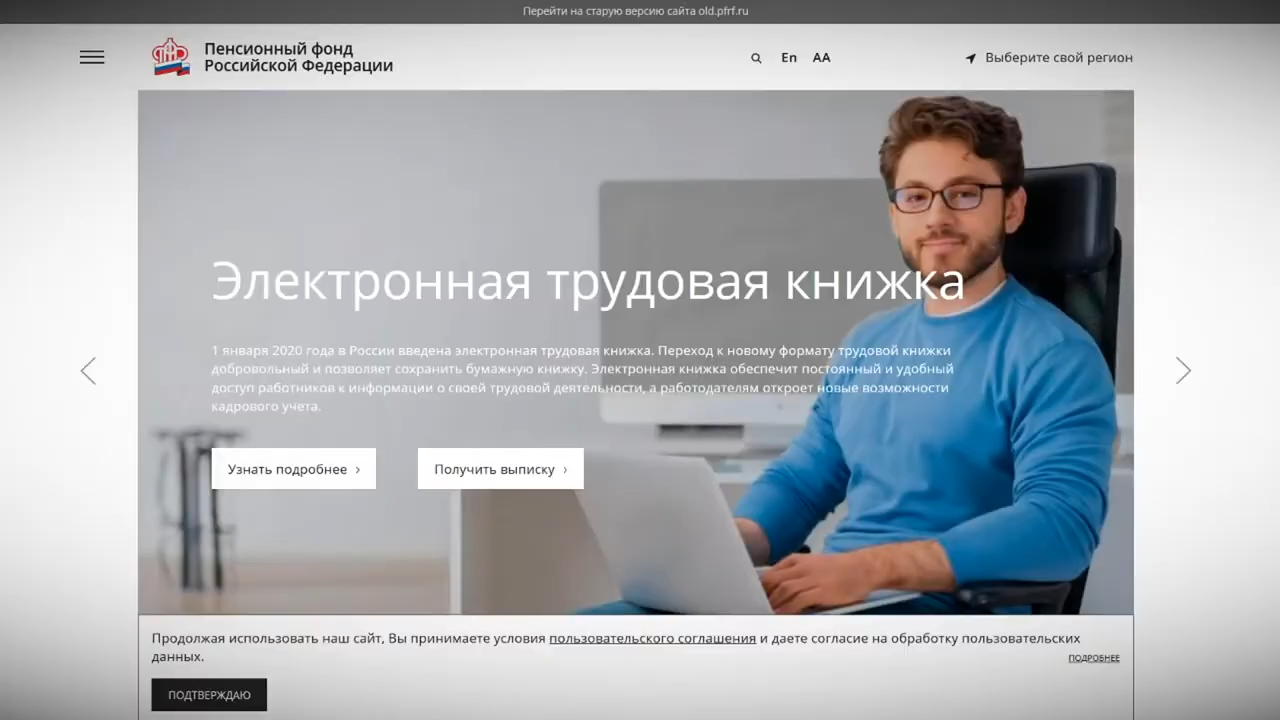 Перейти на старую версию сайта old.pfrf.ru
Пенсионный фонд
Российской Федерации
En
AA
Выберите свой регион
Электронная трудовая книжка
1 января 2020 года в России введена электронная трудовая книжка. Переход к новому формату трудовой книжки
добровольный и позволяет сохранить бумажную книжку. Электронная книжка обеспечит постоянный и удобный
доступ работников к информации о своей трудовой деятельности, а работодателям откроет новые возможности
кадрового учета.
Узнать подробнее ›
Получить выписку ›
Продолжая использовать наш сайт, Вы принимаете условия пользовательского соглашения и даете согласие на обработку пользовательских
данных.
ПОДРОБНЕЕ
ПОДТВЕРЖДАЮ